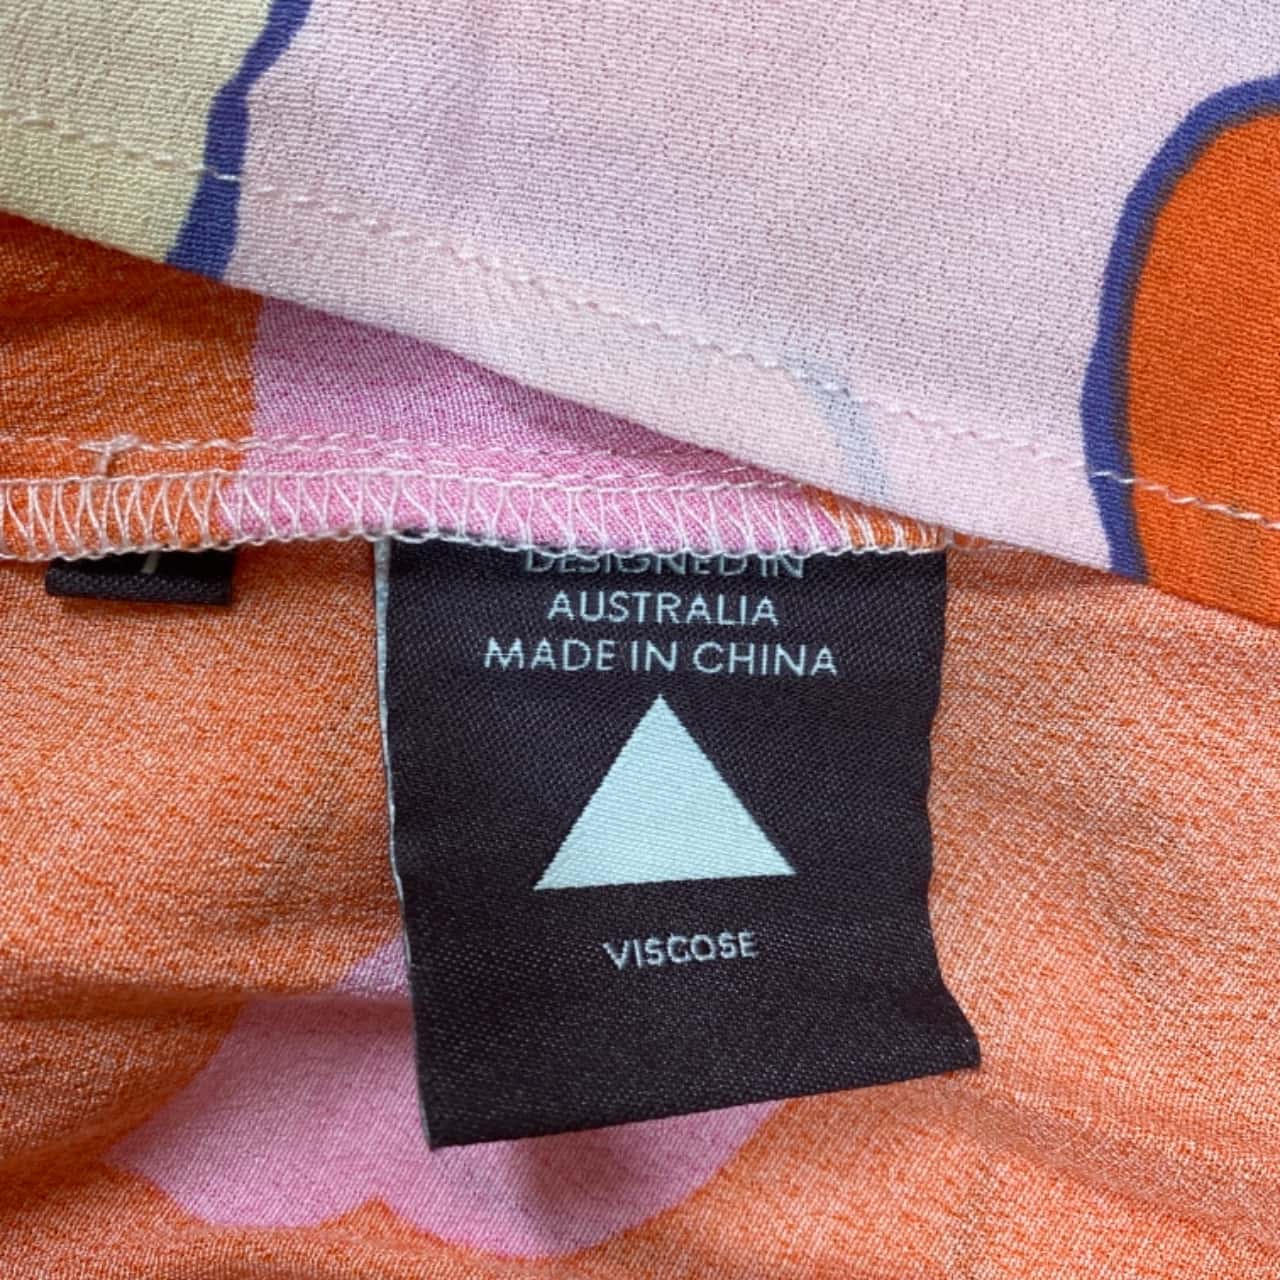 DESIGNED IN
AUSTRALIA
MADE IN CHINA
VISCOSE